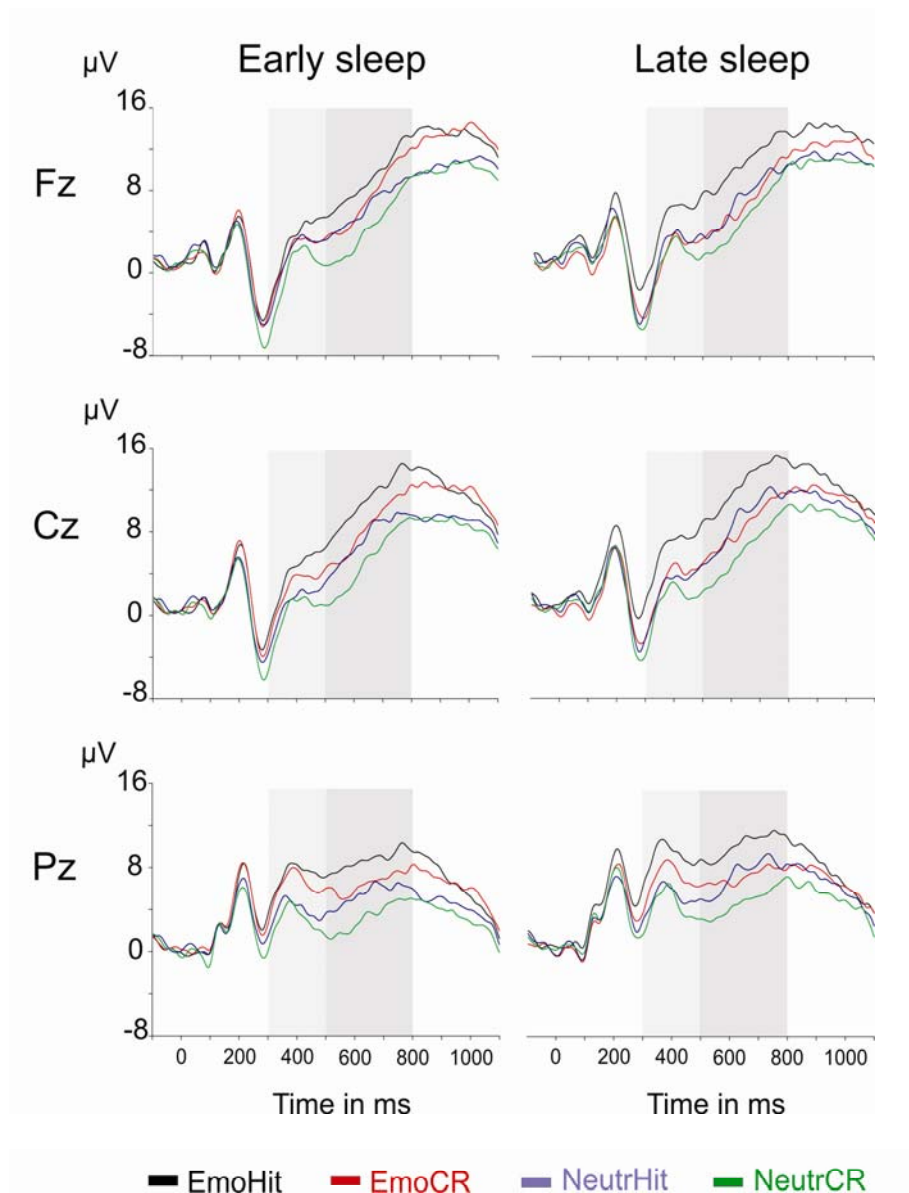 µV Early sleep Late sleep
16
Fz 8
0
-8
µV
16
Cz 8
0
-8
µV
16
Pz 8
0
-8
0 200 400 600 800 1000 0 200 400 600 800 1000
Time in ms Time in ms
EmoHit EmoCR NeutrHit NeutrCR